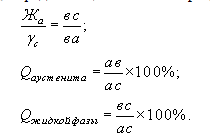 Ж_а / γ_с = вс / ва ;
Q_аустенита = ав / ас × 100% ;
Q_жидкой фазы = вс / ас × 100% .